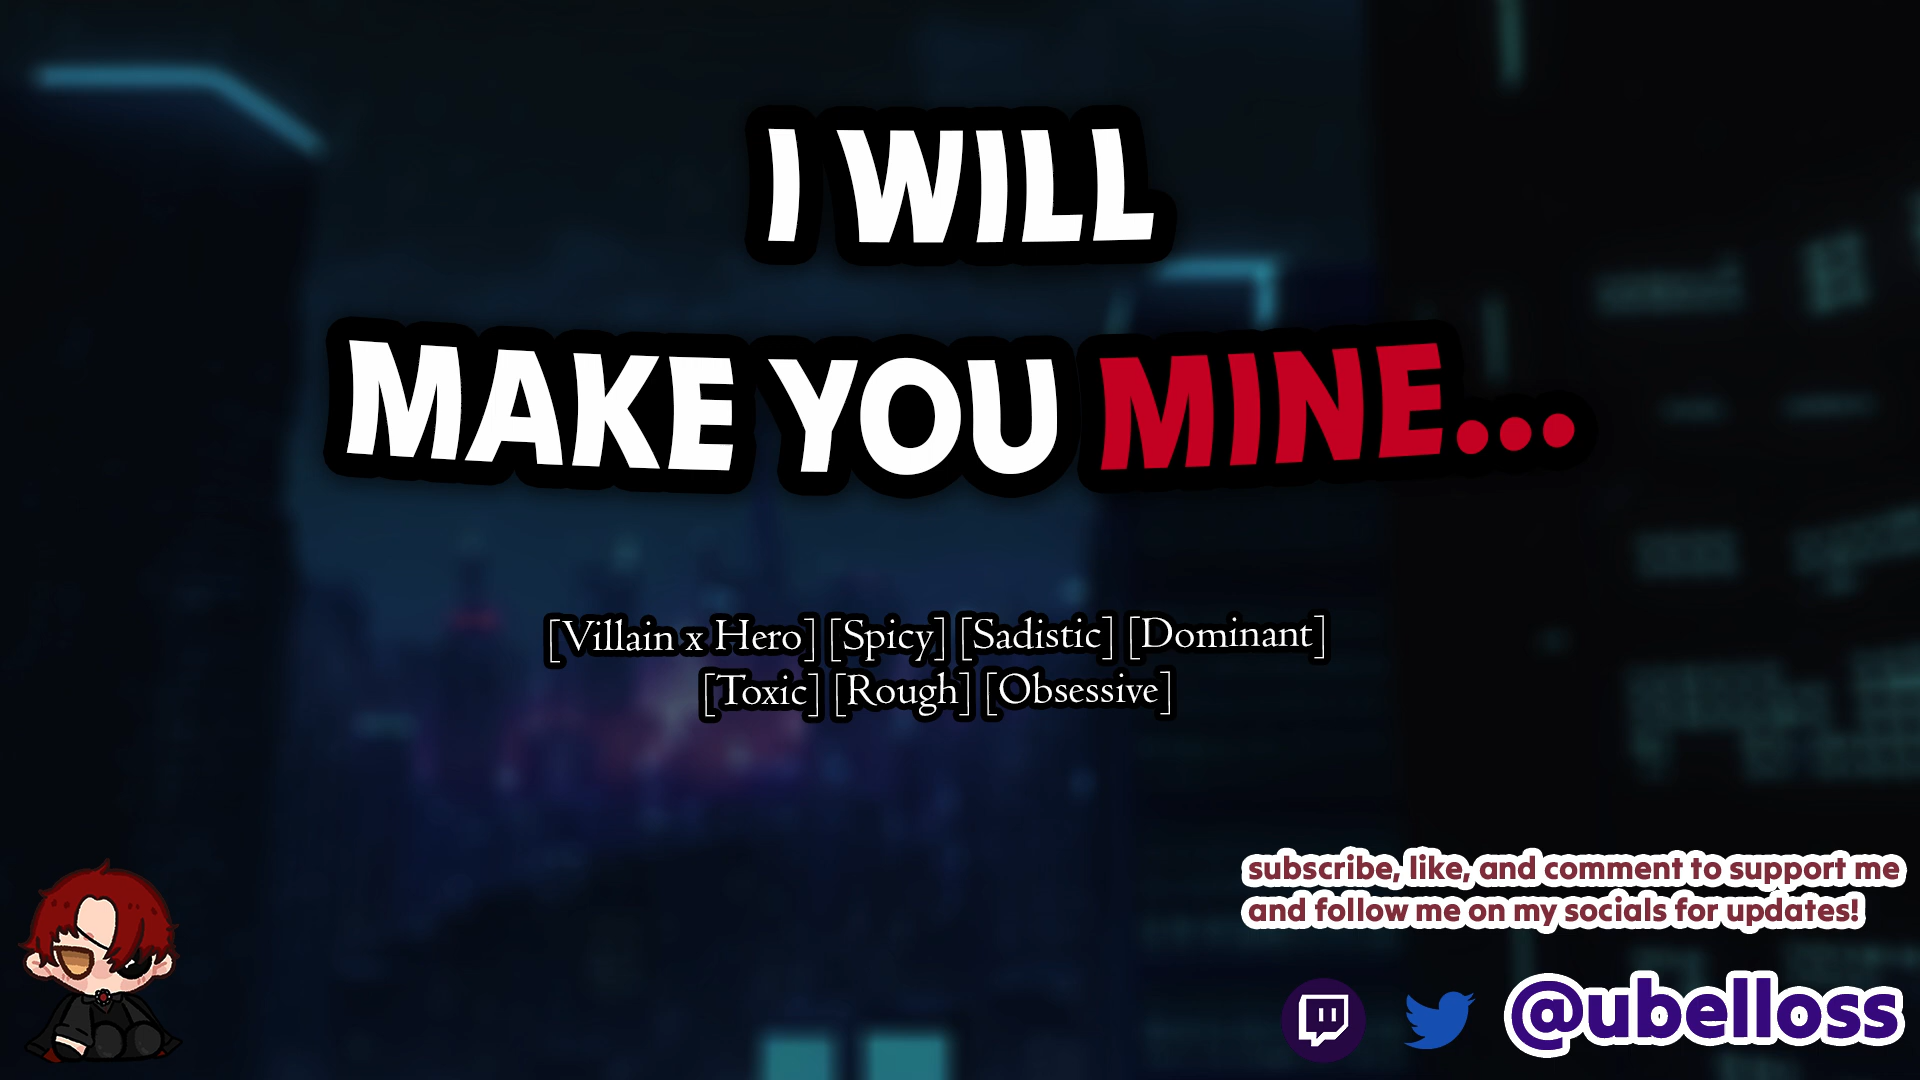 I WILL
MAKE YOU MINE...
[Villain x Hero] [Spicy] [Sadistic] [Dominant]
[Toxic] [Rough] [Obsessive]
subscribe, like, and comment to support me
and follow me on my socials for updates!
@ubelloss